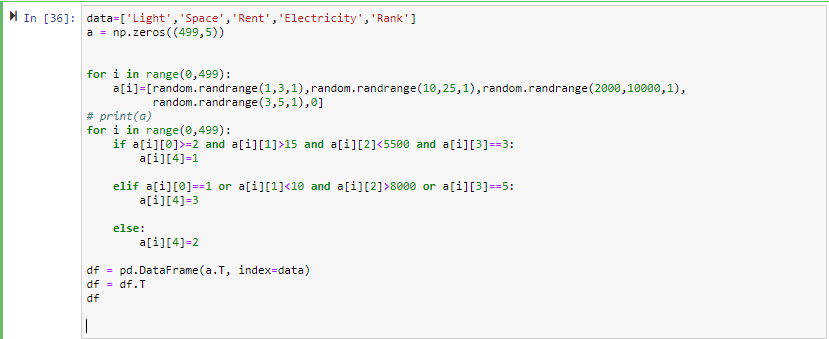 In [36]: data=['Light','Space','Rent','Electricity','Rank']
a = np.zeros((499,5))
for i in range(0,499):
a[i]=[random.randrange(1,3,1),random.randrange(10,25,1),random.randrange(2000,10000,1),
random.randrange(3,5,1),0]
# print(a)
for i in range(0,499):
if a[i][0]>=2 and a[i][1]>15 and a[i][2]<5500 and a[i][3]==3:
a[i][4]=1
elif a[i][0]==1 or a[i][1]<10 and a[i][2]>8000 or a[i][3]==5:
a[i][4]=3
else:
a[i][4]=2
df = pd.DataFrame(a.T, index=data)
df = df.T
df